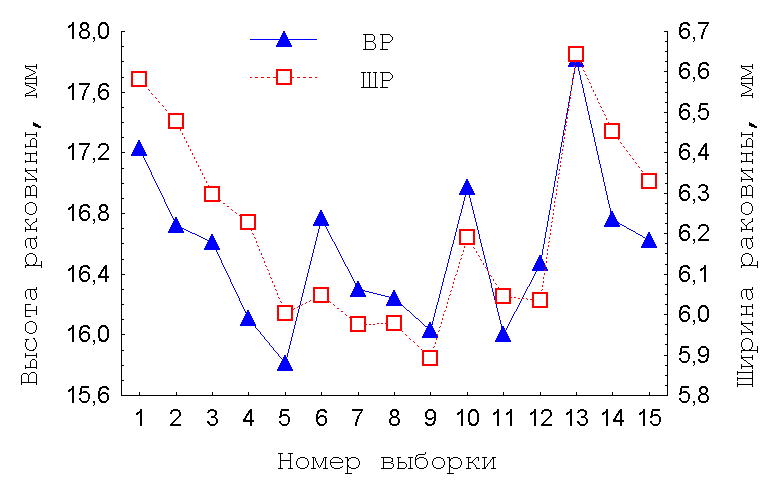 ВР
ШР
Высота раковины, мм
18,0
17,6
17,2
16,8
16,4
16,0
15,6
6,7
6,6
6,5
6,4
6,3
6,2
6,1
6,0
5,9
5,8
Ширина раковины, мм
1 2 3 4 5 6 7 8 9 10 11 12 13 14 15
Номер выборки